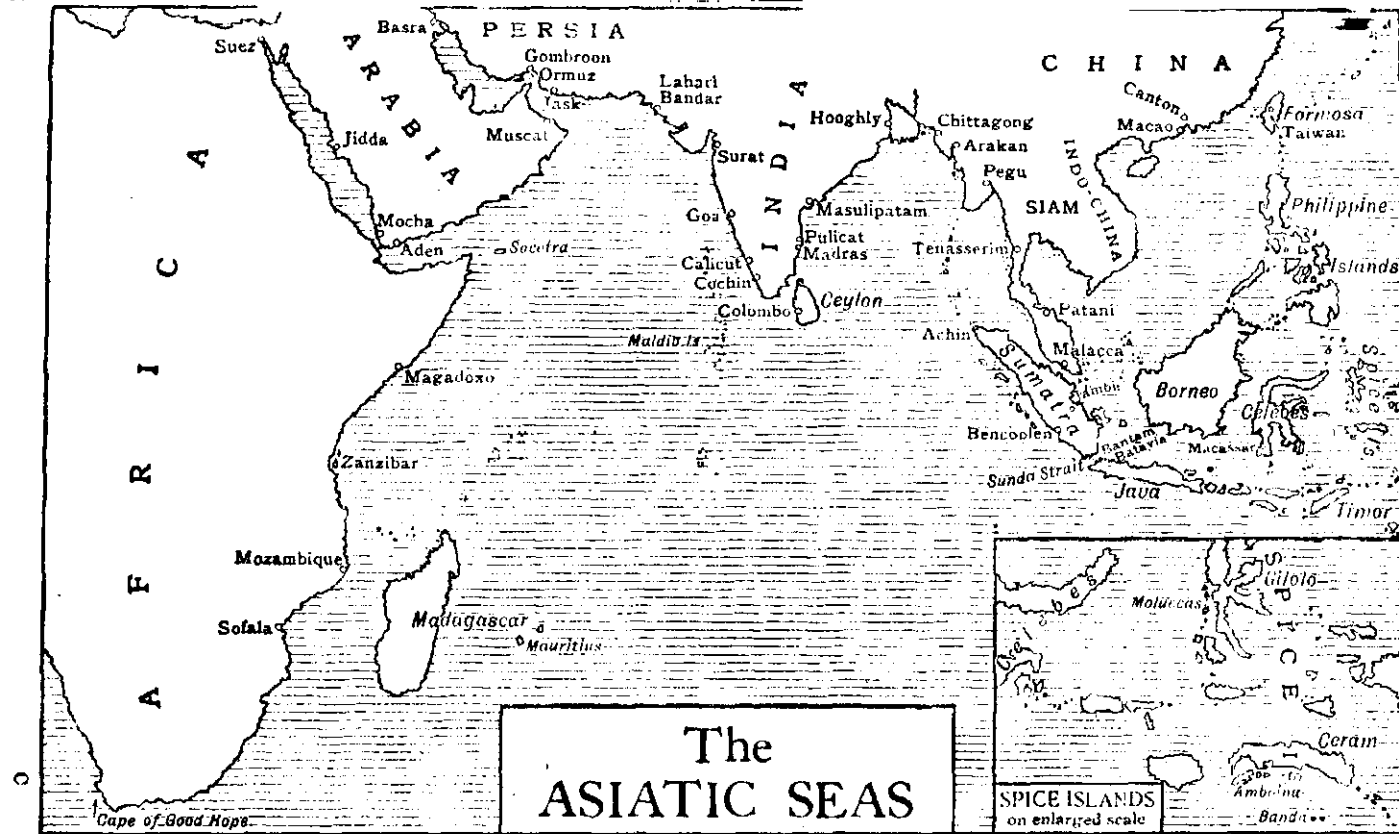 PERSIA
ARABIA
CHINA
INDIA
AFRICA
INDO-CHINA
SIAM
Suez
Basra
Gombroon
Ormuz
Jask
Lahari
Bandar
Muscat
Jidda
Mocha
Aden
Socotra
Surat
Goa
Calicut
Cochin
Colombo
Ceylon
Maldiv Is
Hooghly
Masulipatam
Pulicat
Madras
Chittagong
Arakan
Pegu
Tenasserim
Canton
Macao
Formosa
Taiwan
Philippine
Islands
Patani
Achin
Malacca
Sumatra
Borneo
Celebes
Spice Is
Bencoolen
Bantam
Batavia
Macassar
Sunda Strait
Java
Timor
Magadoxo
Zanzibar
Mozambique
Sofala
Madagascar
Mauritius
Cape of Good Hope
The
ASIATIC SEAS
Celebes
Moluccas
Gilolo
SPICE
Ceram
Amboina
Banda
SPICE ISLANDS
on enlarged scale